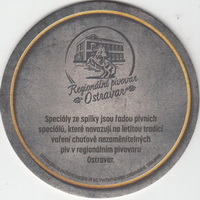 Regionální pivovar
Ostravar
Speciály ze spilky jsou řadou pivních
speciálů, které navazují na letitou tradici
vaření chuťově nezaměnitelných
piv v regionálním pivovaru
Ostravar.